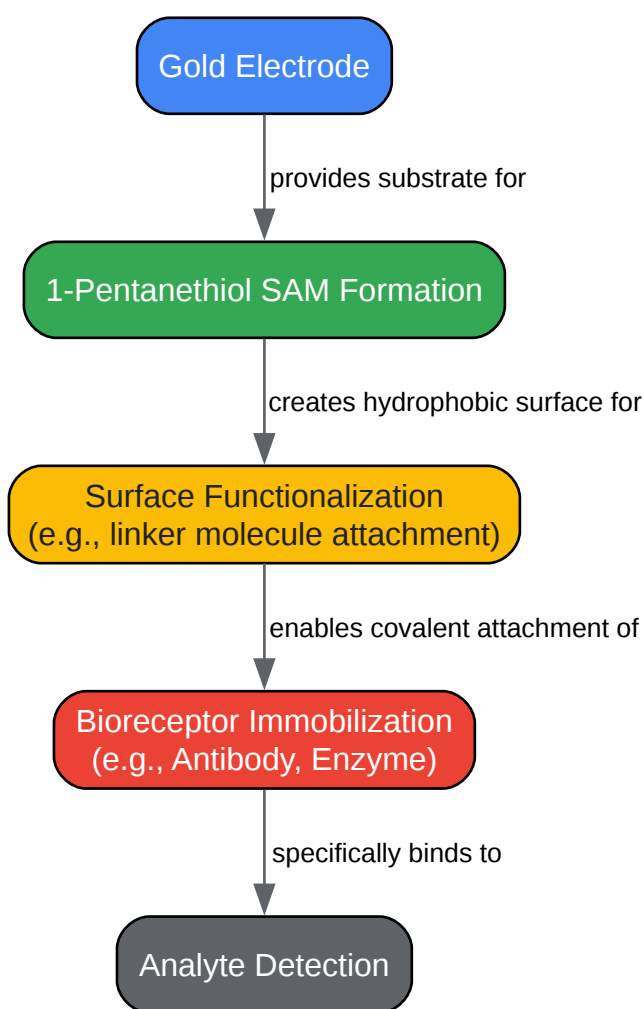 Gold Electrode
provides substrate for
1-Pentanethiol SAM Formation
creates hydrophobic surface for
Surface Functionalization
(e.g., linker molecule attachment)
enables covalent attachment of
Bioreceptor Immobilization
(e.g., Antibody, Enzyme)
specifically binds to
Analyte Detection